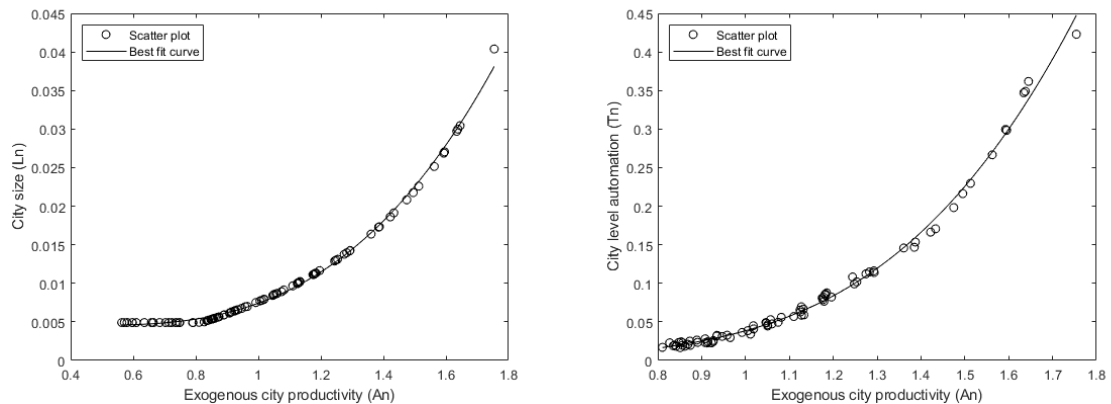 0.045
0.04
0.035
0.03
0.025
0.02
0.015
0.01
0.005
0
City size (Ln)
Scatter plot
Best fit curve
0.4 0.6 0.8 1 1.2 1.4 1.6 1.8
Exogenous city productivity (An)
0.45
0.4
0.35
0.3
0.25
0.2
0.15
0.1
0.05
0
City level automation (Tn)
Scatter plot
Best fit curve
0.8 0.9 1 1.1 1.2 1.3 1.4 1.5 1.6 1.7 1.8
Exogenous city productivity (An)